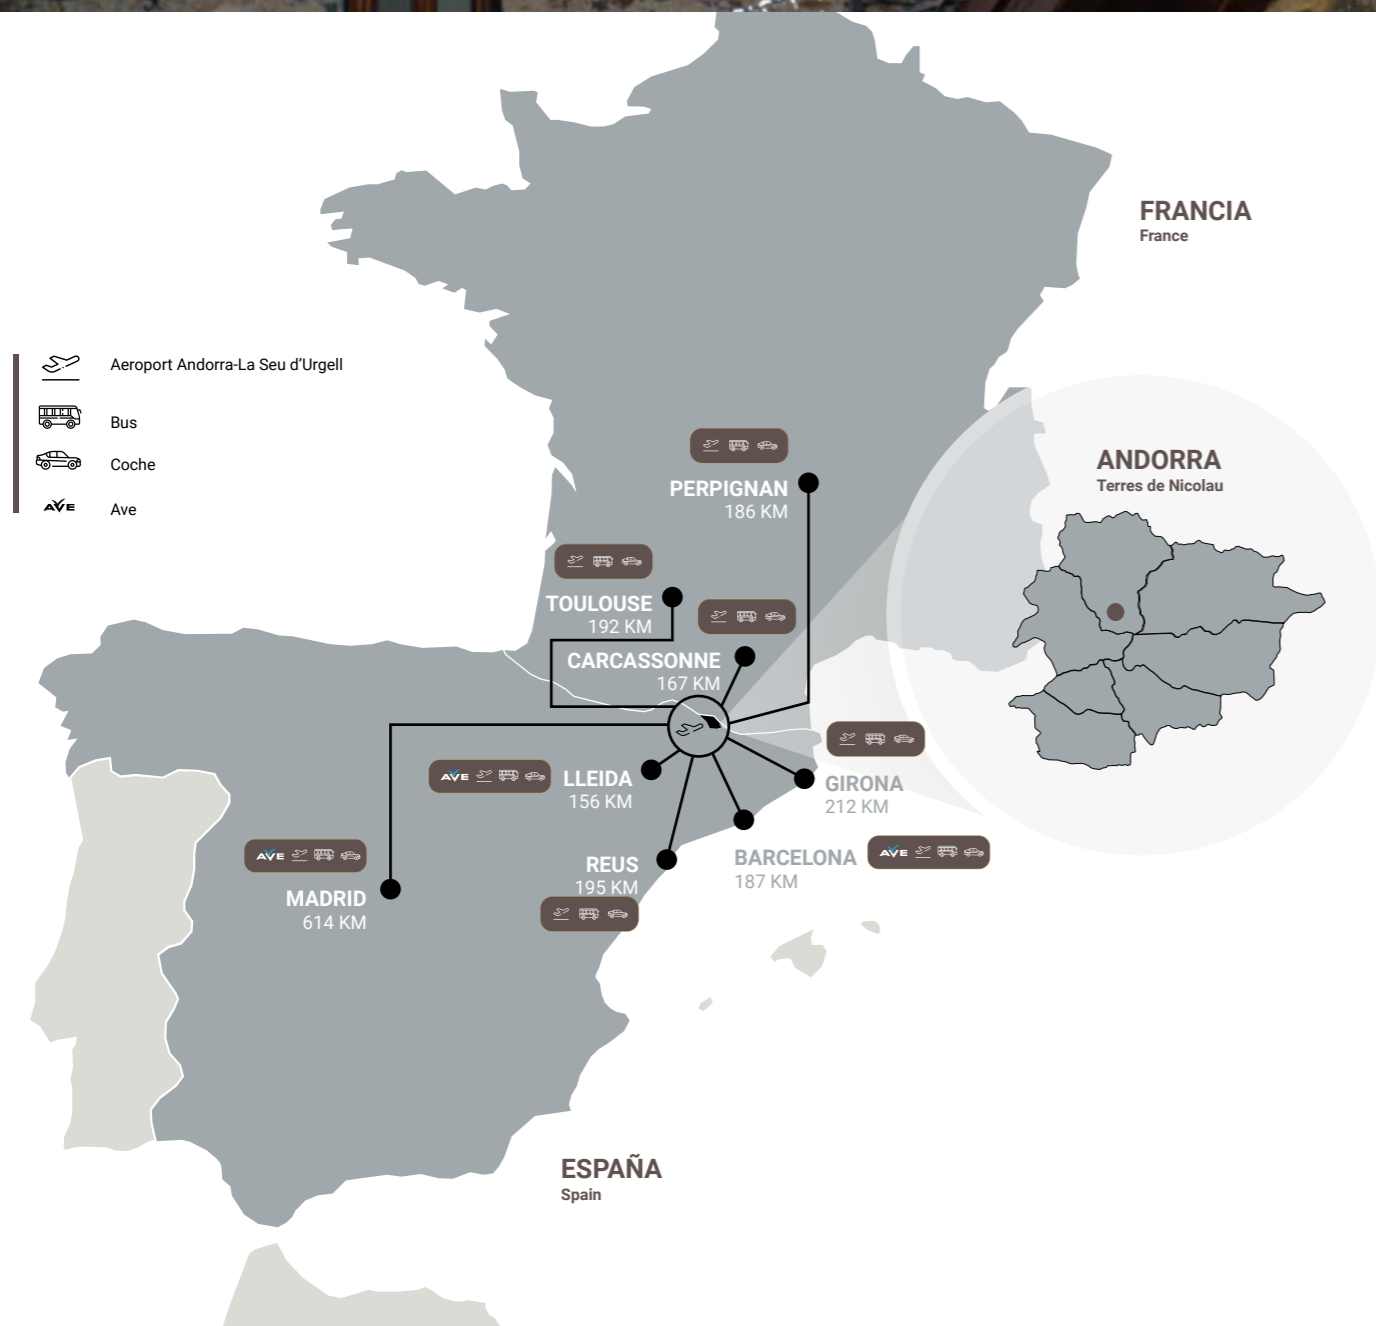 FRANCIA
France
Aeroport Andorra-La Seu d'Urgell
Bus
Coche
AVE
Ave
ANDORRA
Terres de Nicolau
PERPIGNAN
186 KM
TOULOUSE
192 KM
CARCASSONNE
167 KM
AVE
LLEIDA
156 KM
GIRONA
212 KM
AVE
MADRID
614 KM
REUS
195 KM
BARCELONA
187 KM
AVE
ESPAÑA
Spain